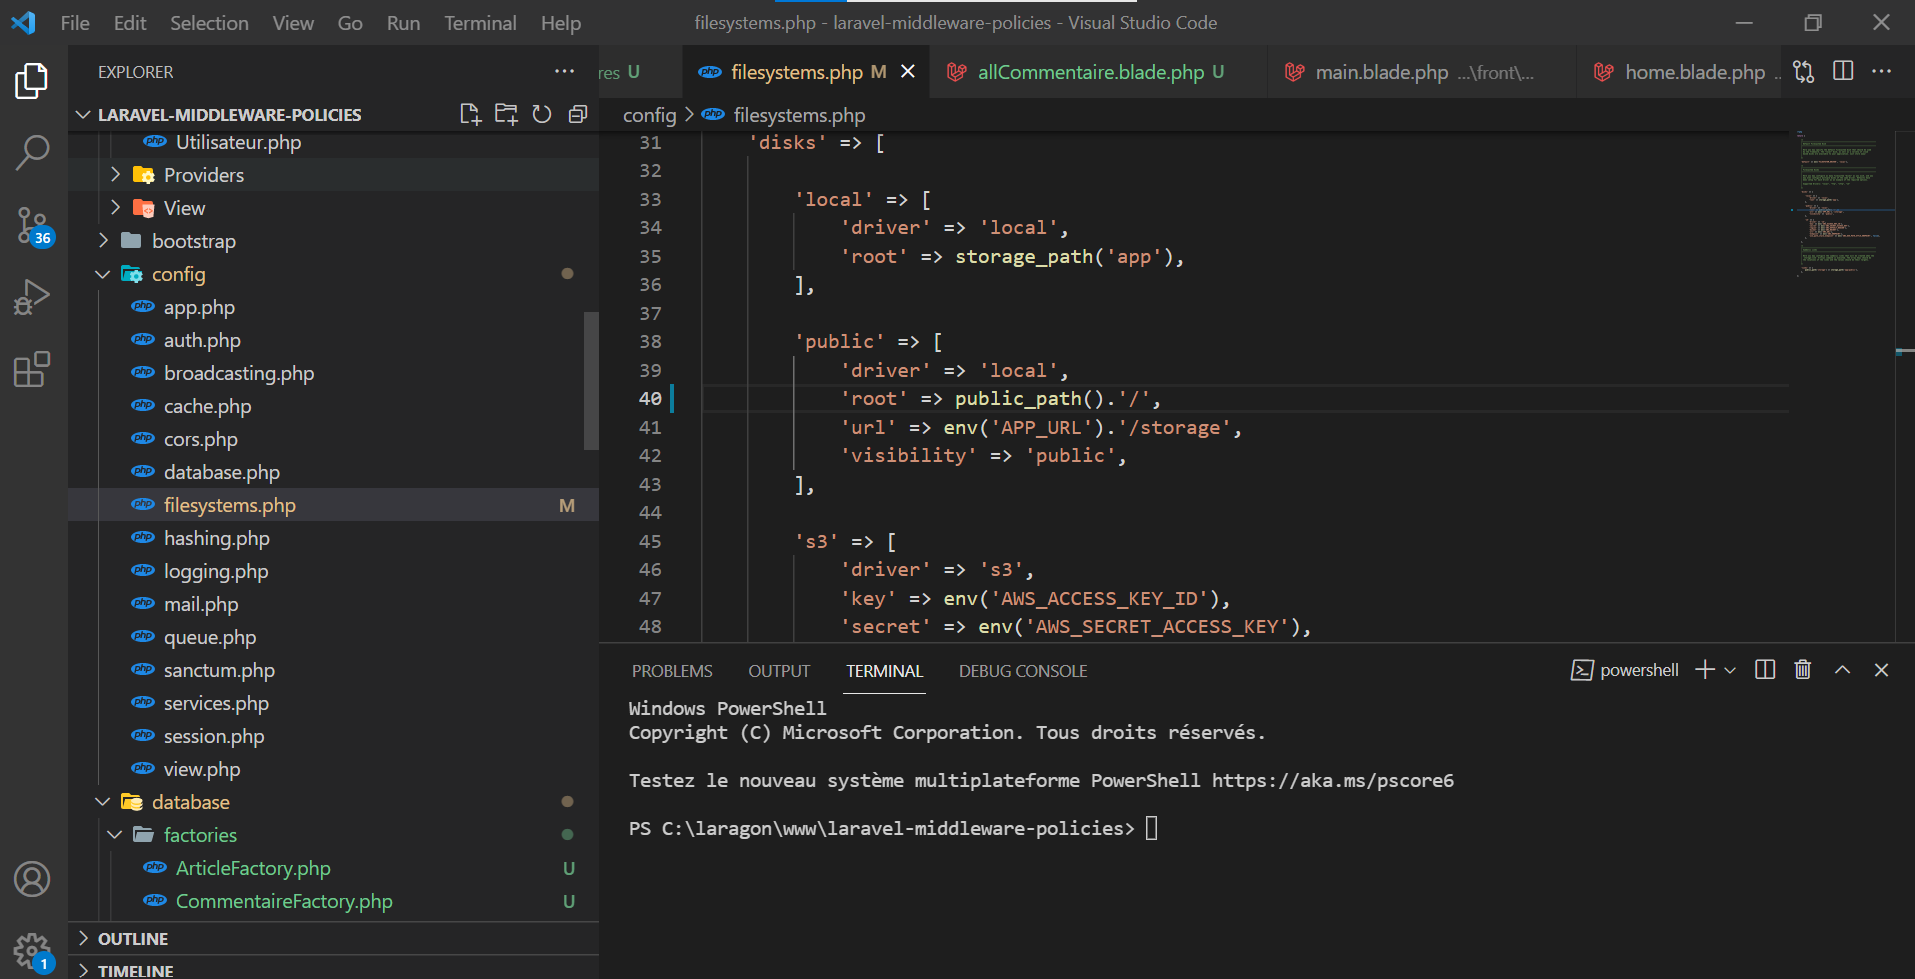 File Edit Selection View Go Run Terminal Help
filesystems.php - laravel-middleware-policies - Visual Studio Code
EXPLORER
LARAVEL-MIDDLEWARE-POLICIES
Utilisateur.php
Providers
View
bootstrap
config
app.php
auth.php
broadcasting.php
cache.php
cors.php
database.php
filesystems.php M
hashing.php
logging.php
mail.php
queue.php
sanctum.php
services.php
session.php
view.php
database
factories
ArticleFactory.php U
CommentaireFactory.php U
OUTLINE
TIMELINE
36
1
res U
filesystems.php M
allCommentaire.blade.php U
main.blade.php ...\front\...
home.blade.php ..
config > filesystems.php
31 'disks' => [
32
33 'local' => [
34 'driver' => 'local',
35 'root' => storage_path('app'),
36 ],
37
38 'public' => [
39 'driver' => 'local',
40 'root' => public_path().'/',
41 'url' => env('APP_URL').'/storage',
42 'visibility' => 'public',
43 ],
44
45 's3' => [
46 'driver' => 's3',
47 'key' => env('AWS_ACCESS_KEY_ID'),
48 'secret' => env('AWS_SECRET_ACCESS_KEY'),
PROBLEMS OUTPUT TERMINAL DEBUG CONSOLE
powershell
Windows PowerShell
Copyright (C) Microsoft Corporation. Tous droits réservés.
Testez le nouveau système multiplateforme PowerShell https://aka.ms/pscore6
PS C:\laragon\www\laravel-middleware-policies>